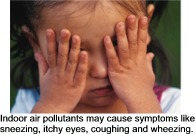 Indoor air pollutants may cause symptoms like
sneezing, itchy eyes, coughing and wheezing.